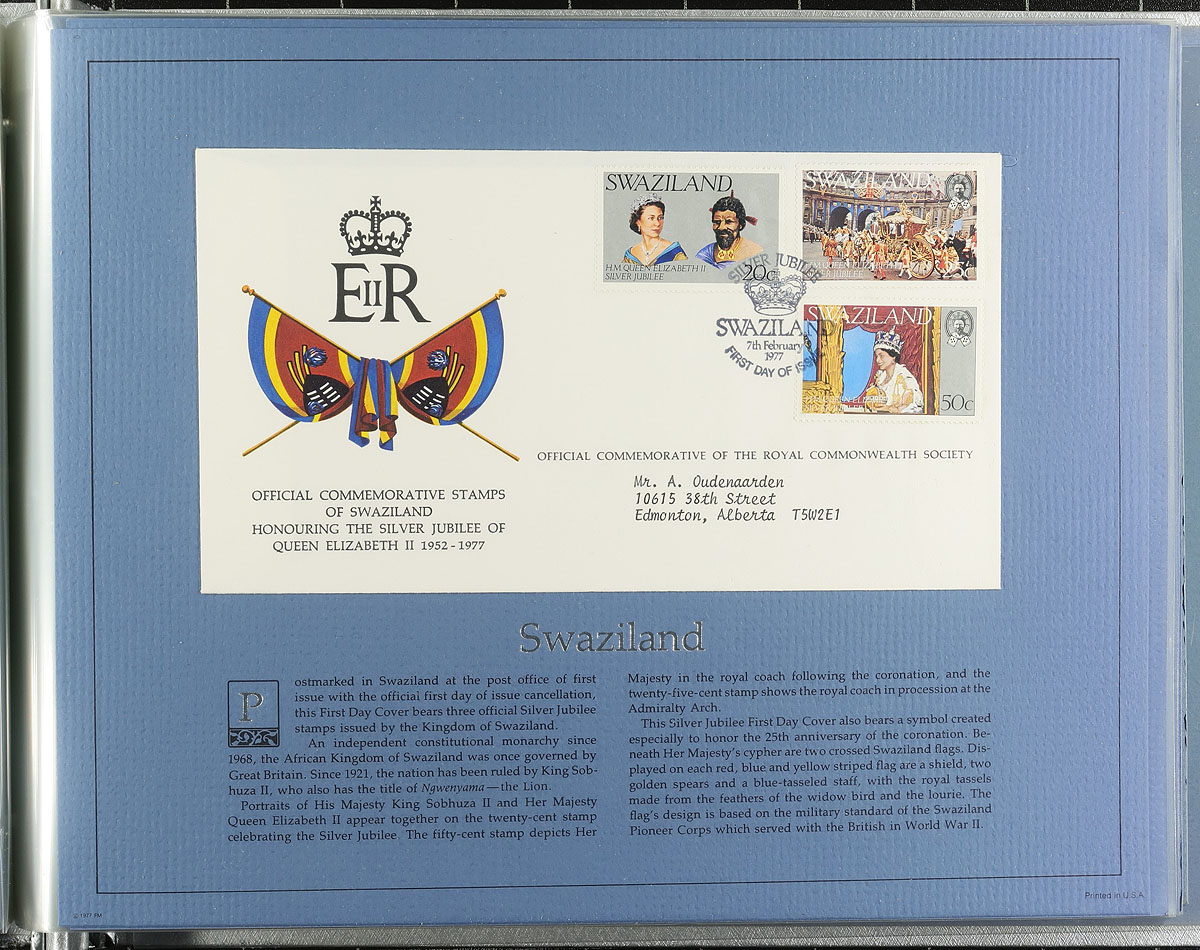 EIIR
OFFICIAL COMMEMORATIVE STAMPS
OF SWAZILAND
HONOURING THE SILVER JUBILEE OF
QUEEN ELIZABETH II 1952 - 1977
SWAZILAND
H.M. QUEEN ELIZABETH II
SILVER JUBILEE
20c
SWAZILAND
SWAZILAND
50c
SILVER JUBILEE
SWAZILAND
7th February
1977
FIRST DAY OF ISSUE
OFFICIAL COMMEMORATIVE OF THE ROYAL COMMONWEALTH SOCIETY
Mr. A. Oudenaarden
10615 38th Street
Edmonton, Alberta T5W2E1
Swaziland
Postmarked in Swaziland at the post office of first
issue with the official first day of issue cancellation,
this First Day Cover bears three official Silver Jubilee
stamps issued by the Kingdom of Swaziland.
An independent constitutional monarchy since
1968, the African Kingdom of Swaziland was once governed by
Great Britain. Since 1921, the nation has been ruled by King Sob-
huza II, who also has the title of Ngwenyama—the Lion.
Portraits of His Majesty King Sobhuza II and Her Majesty
Queen Elizabeth II appear together on the twenty-cent stamp
celebrating the Silver Jubilee. The fifty-cent stamp depicts Her
Majesty in the royal coach following the coronation, and the
twenty-five-cent stamp shows the royal coach in procession at the
Admiralty Arch.
This Silver Jubilee First Day Cover also bears a symbol created
especially to honor the 25th anniversary of the coronation. Be-
neath Her Majesty's cypher are two crossed Swaziland flags. Dis-
played on each red, blue and yellow striped flag are a shield, two
golden spears and a blue-tasseled staff, with the royal tassels
made from the feathers of the widow bird and the lourie. The
flag's design is based on the military standard of the Swaziland
Pioneer Corps which served with the British in World War II.
© 1977 FM
Printed in U.S.A.